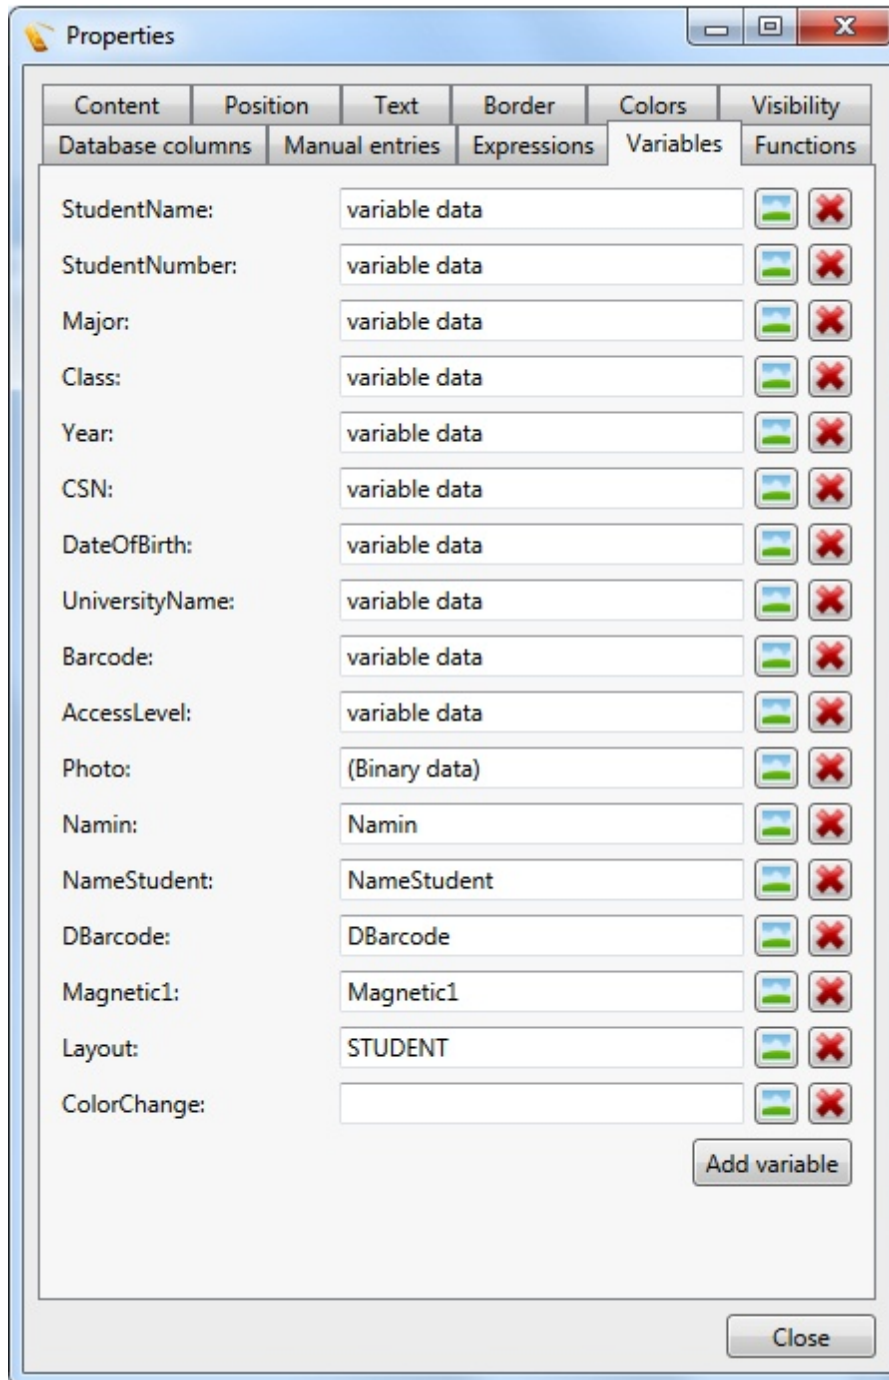 Properties
Content Position Text Border Colors Visibility
Database columns Manual entries Expressions Variables Functions
StudentName: variable data
StudentNumber: variable data
Major: variable data
Class: variable data
Year: variable data
CSN: variable data
DateOfBirth: variable data
UniversityName: variable data
Barcode: variable data
AccessLevel: variable data
Photo: (Binary data)
Namin: Namin
NameStudent: NameStudent
DBarcode: DBarcode
Magnetic1: Magnetic1
Layout: STUDENT
ColorChange:
Add variable
Close